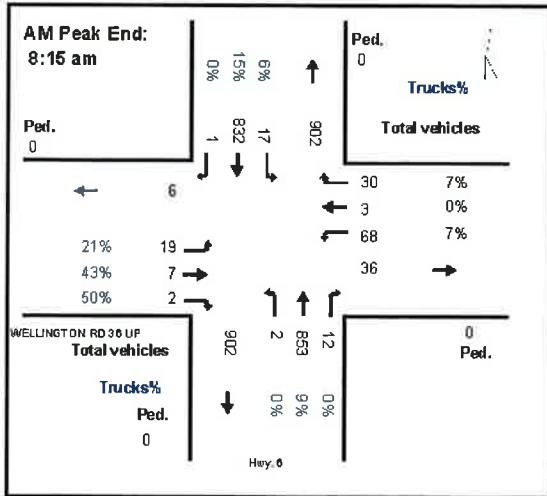 AM Peak End:
8:15 am
Ped.
0
0% 15% 6%
1 832 17 902
Ped.
0
Trucks%
Total vehicles
6
30 7%
3 0%
68 7%
36
21% 19
43% 7
50% 2
WELLINGTON RD 36 UP
Total vehicles
Trucks%
Ped.
0
902 2 853 12
0% 9% 0%
0
Ped.
Hwy. 6